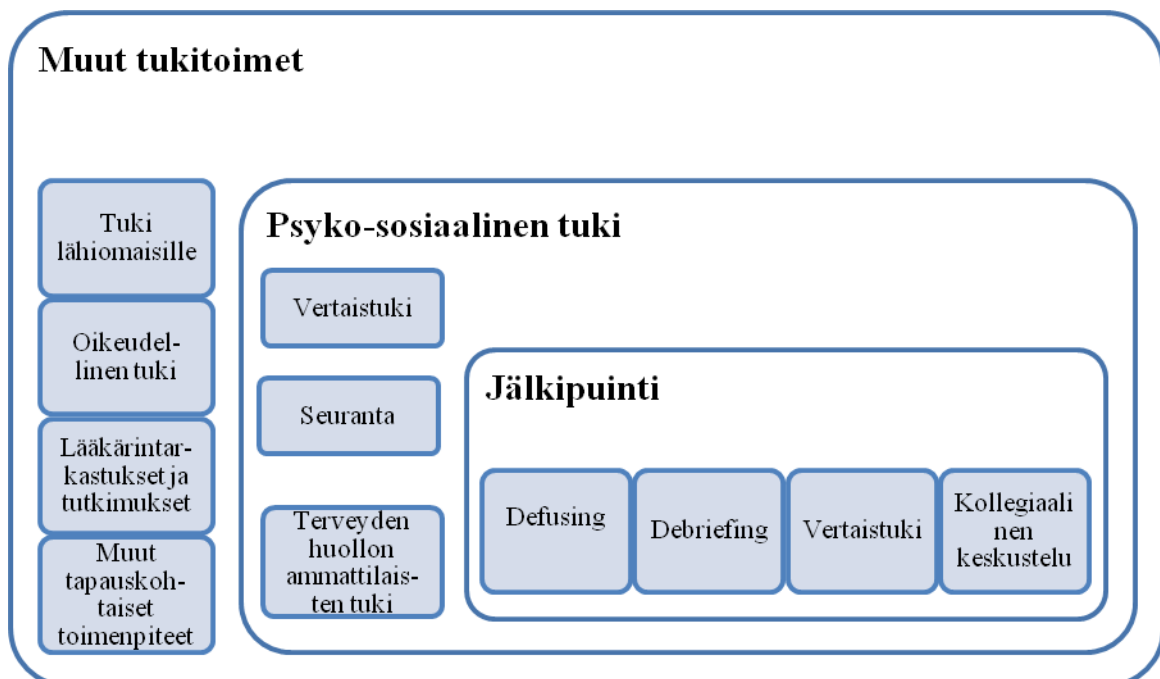 Muut tukitoimet
Tuki
lähiomaisille
Oikeudel-
linen tuki
Lääkärintar-
kastukset ja
tutkimukset
Muut
tapauskoh-
taiset
toimenpiteet
Psyko-sosiaalinen tuki
Vertaistuki
Seuranta
Terveyden
huollon
ammattilais-
ten tuki
Jälkipuinti
Defusing
Debriefing
Vertaistuki
Kollegiaali
nen
keskustelu